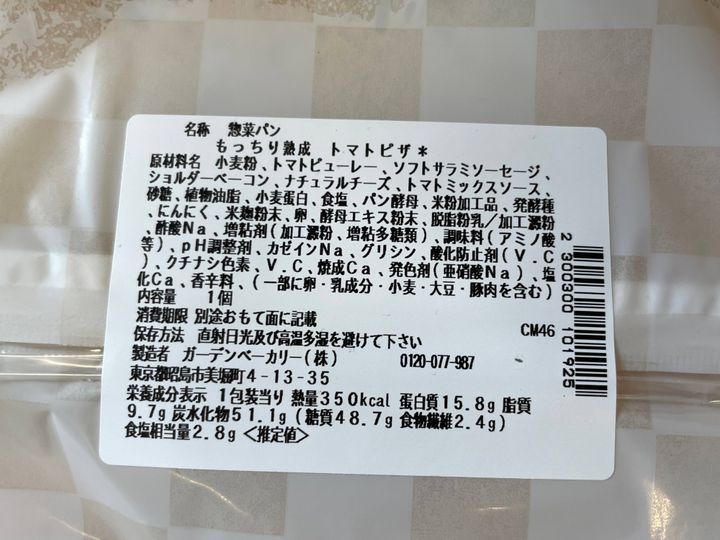 名称　惣菜パン
もっちり熟成　トマトピザ＊
原材料名　小麦粉、トマトピューレー、ソフトサラミソーセージ、
ショルダーベーコン、ナチュラルチーズ、トマトミックスソース、
砂糖、植物油脂、小麦蛋白、食塩、パン酵母、米粉加工品、発酵種
、にんにく、米麹粉末、卵、酵母エキス粉末、脱脂粉乳／加工澱粉
、酢酸Ｎａ、増粘剤（加工澱粉、増粘多糖類）、調味料（アミノ酸
等）、ｐＨ調整剤、カゼインＮａ、グリシン、酸化防止剤（Ｖ．Ｃ
）、クチナシ色素、Ｖ．Ｃ、焼成Ｃａ、発色剤（亜硝酸Ｎａ）、塩
化Ｃａ、香辛料、（一部に卵・乳成分・小麦・大豆・豚肉を含む）
内容量　　１個
消費期限　別途おもて面に記載
CM46
保存方法　直射日光及び高温多湿を避けて下さい
製造者　ガーデンベーカリー（株）　0120-077-987
東京都昭島市美堀町４－１３－３５
栄養成分表示　１包装当り　熱量３５０kcal　蛋白質１５.８g　脂質
９.７g　炭水化物５１.１g（糖質４８.７g　食物繊維２.４g）
食塩相当量２.８g　＜推定値＞
2 300300 101925